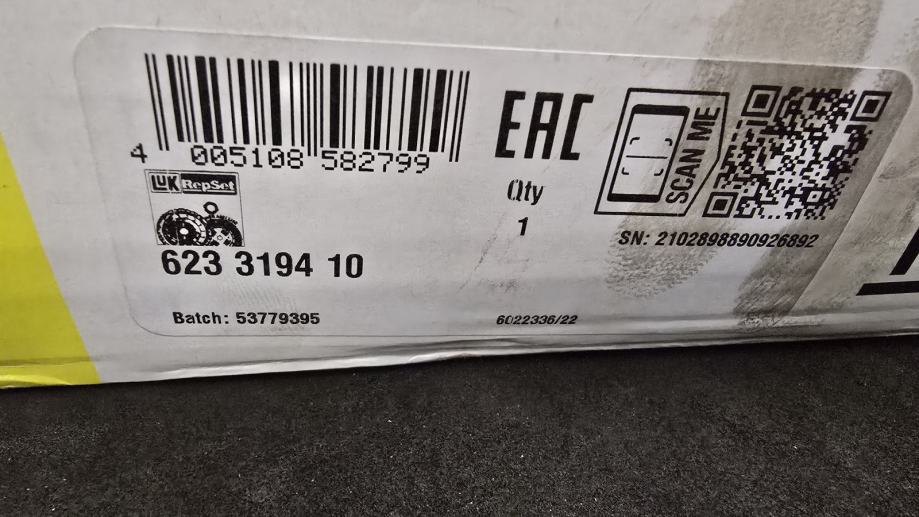 4 005108 582799
EAC
SCAN ME
LUK RepSet
Qty
1
SN: 2102898890926892
623 3194 10
Batch: 53779395
6022336/22